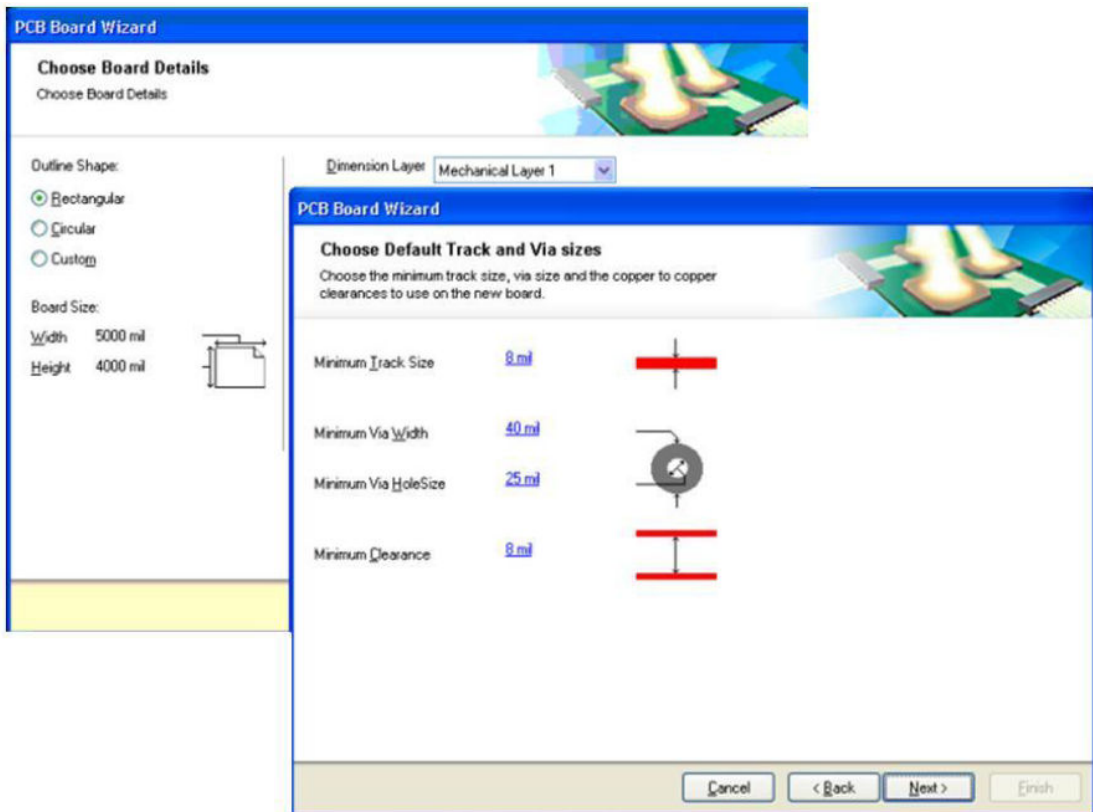 PCB Board Wizard
Choose Board Details
Choose Board Details
Outline Shape:
Rectangular
Circular
Custom
Board Size:
Width 5000 mil
Height 4000 mil
Dimension Layer Mechanical Layer 1
PCB Board Wizard
Choose Default Track and Via sizes
Choose the minimum track size, via size and the copper to copper
clearances to use on the new board.
Minimum Track Size 8 mil
Minimum Via Width 40 mil
Minimum Via HoleSize 25 mil
Minimum Clearance 8 mil
Cancel < Back Next > Finish